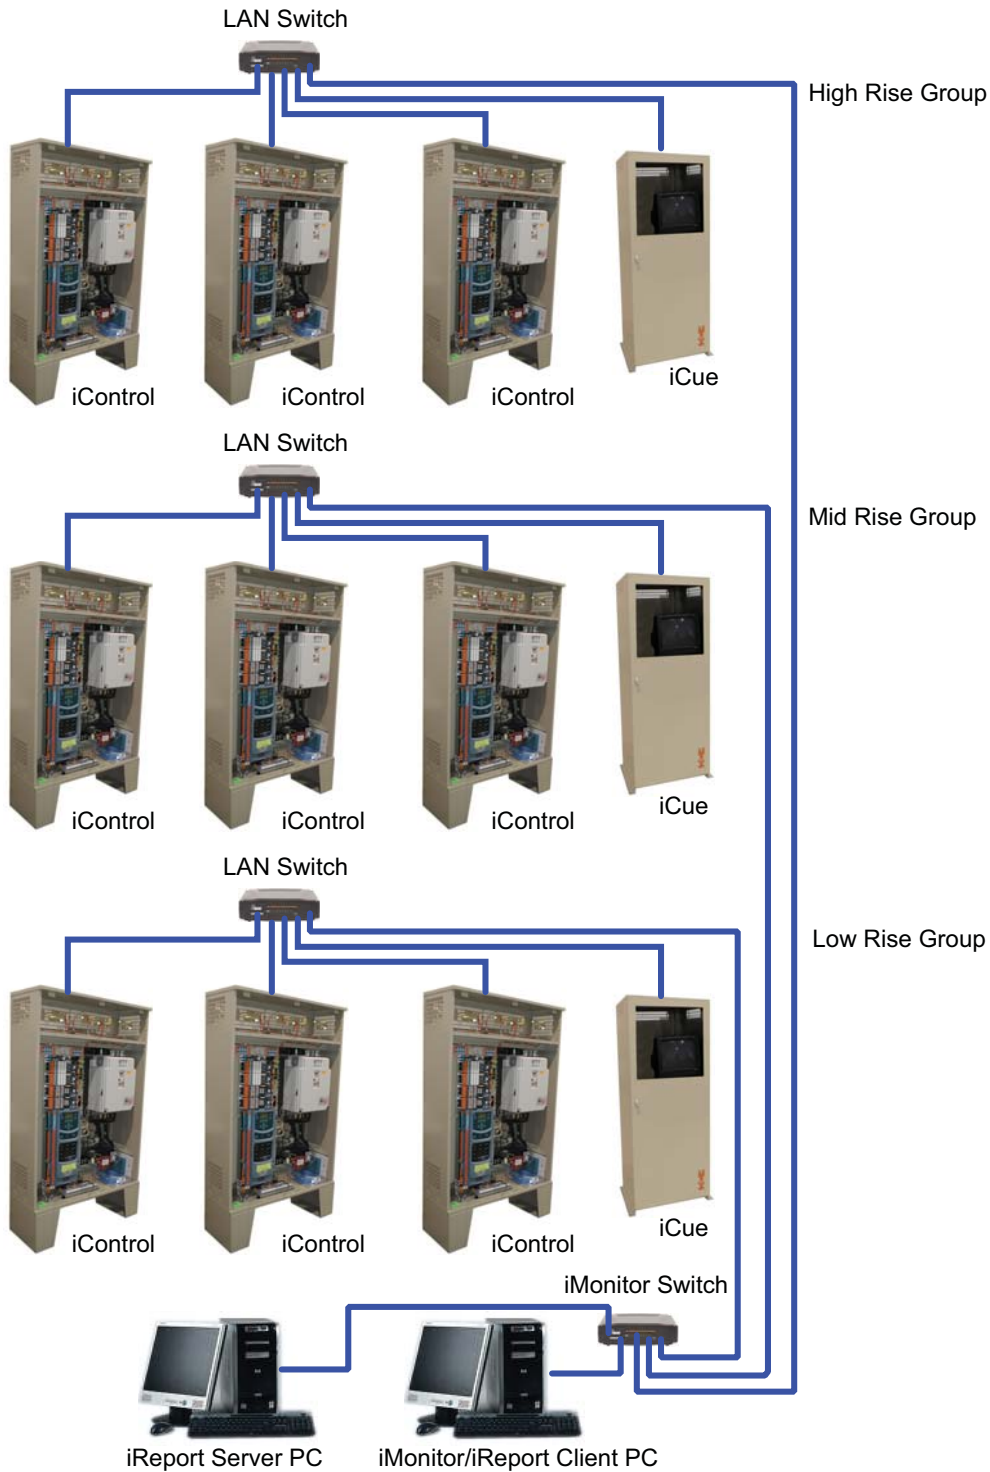 LAN Switch
High Rise Group
iControl
iControl
iControl
iCue
LAN Switch
Mid Rise Group
iControl
iControl
iControl
iCue
LAN Switch
Low Rise Group
iControl
iControl
iControl
iCue
iMonitor Switch
iReport Server PC
iMonitor/iReport Client PC